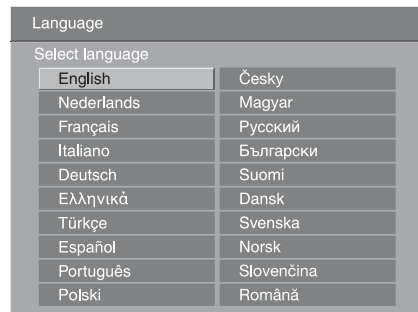 Language
Select language
English
Nederlands
Français
Italiano
Deutsch
Ελληνικά
Türkçe
Español
Português
Polski
Česky
Magyar
Русский
Български
Suomi
Dansk
Svenska
Norsk
Slovenčina
Română